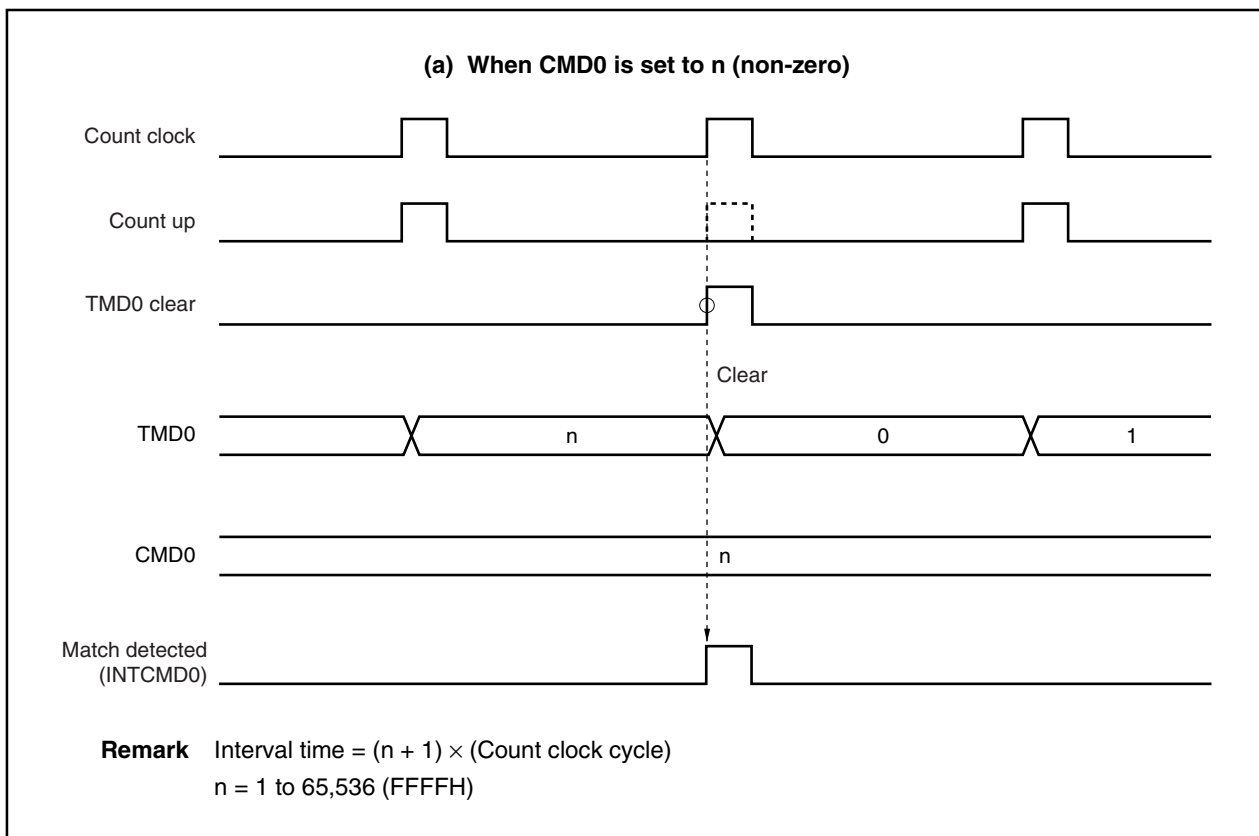 (a) When CMD0 is set to n (non-zero)
Count clock
Count up
TMD0 clear
Clear
TMD0
n
0
1
CMD0
n
Match detected
(INTCMD0)
Remark Interval time = (n + 1) × (Count clock cycle)
n = 1 to 65,536 (FFFFH)